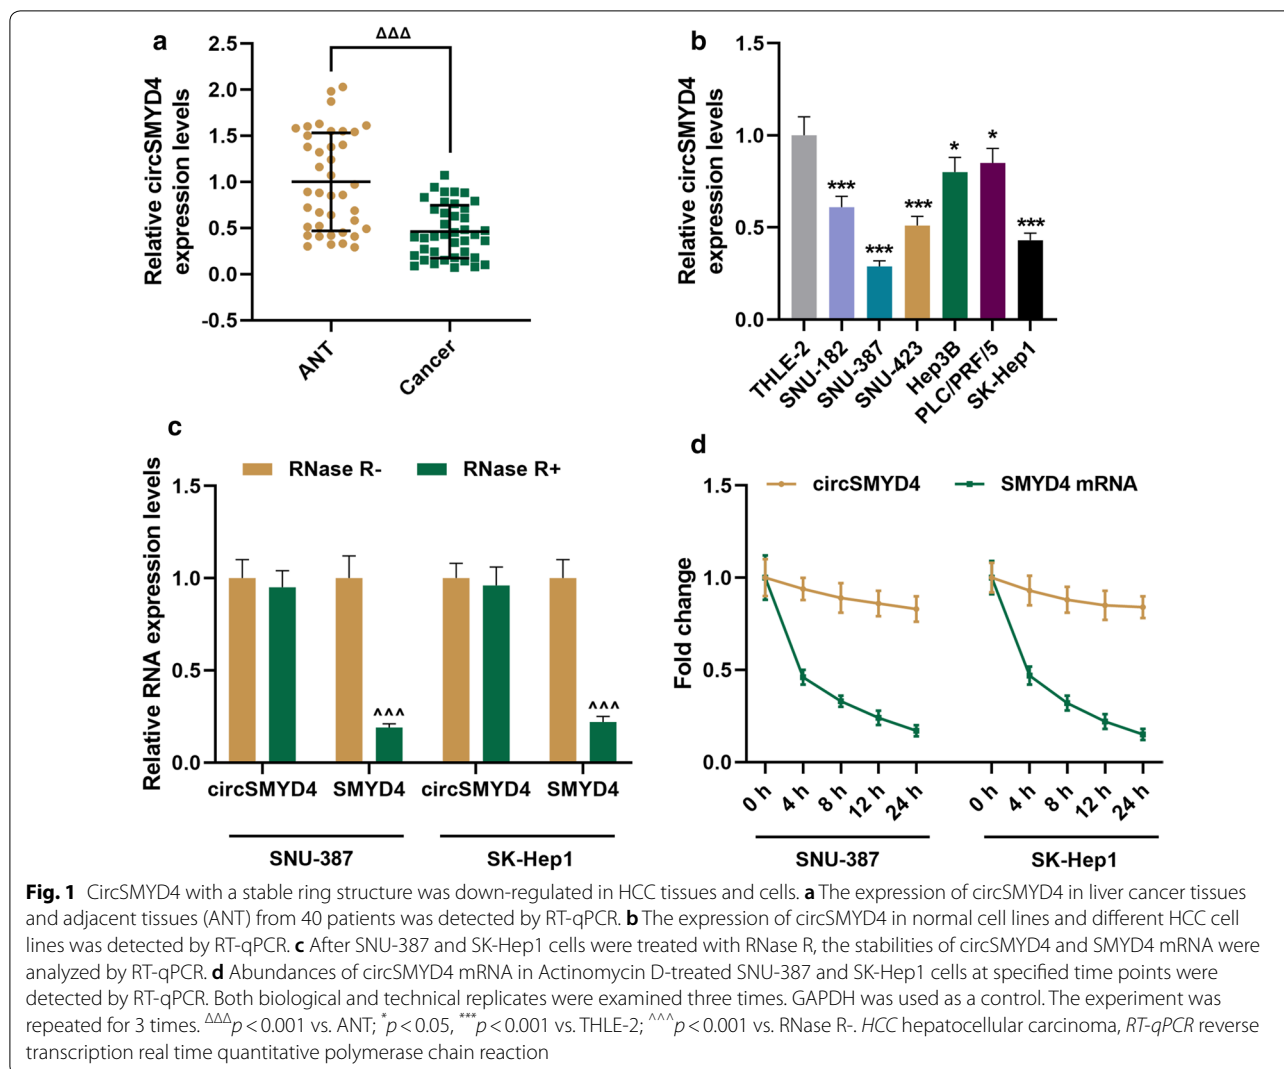 a
ΔΔΔ
Relative circSMYD4
expression levels
2.5
2.0
1.5
1.0
0.5
0.0
-0.5
ANT
Cancer
b
Relative circSMYD4
expression levels
1.5
1.0
0.5
0.0
***
***
***
*
*
***
THLE-2
SNU-182
SNU-387
SNU-423
Hep3B
PLC/PRF/5
SK-Hep1
c
RNase R- RNase R+
Relative RNA expression levels
1.5
1.0
0.5
0.0
^^^
^^^
circSMYD4 SMYD4 circSMYD4 SMYD4
SNU-387 SK-Hep1
d
circSMYD4 SMYD4 mRNA
Fold change
1.5
1.0
0.5
0.0
0 h 4 h 8 h 12 h 24 h 0 h 4 h 8 h 12 h 24 h
SNU-387 SK-Hep1
Fig. 1 CircSMYD4 with a stable ring structure was down-regulated in HCC tissues and cells. a The expression of circSMYD4 in liver cancer tissues
and adjacent tissues (ANT) from 40 patients was detected by RT-qPCR. b The expression of circSMYD4 in normal cell lines and different HCC cell
lines was detected by RT-qPCR. c After SNU-387 and SK-Hep1 cells were treated with RNase R, the stabilities of circSMYD4 and SMYD4 mRNA were
analyzed by RT-qPCR. d Abundances of circSMYD4 mRNA in Actinomycin D-treated SNU-387 and SK-Hep1 cells at specified time points were
detected by RT-qPCR. Both biological and technical replicates were examined three times. GAPDH was used as a control. The experiment was
repeated for 3 times. ΔΔΔp < 0.001 vs. ANT; *p < 0.05, ***p < 0.001 vs. THLE-2; ^^^p < 0.001 vs. RNase R-. HCC hepatocellular carcinoma, RT-qPCR reverse
transcription real time quantitative polymerase chain reaction